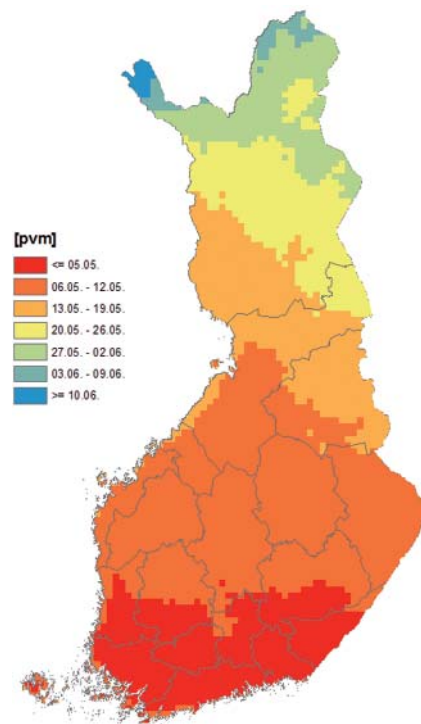 [pvm]
<= 05.05.
06.05. - 12.05.
13.05. - 19.05.
20.05. - 26.05.
27.05. - 02.06.
03.06. - 09.06.
>= 10.06.